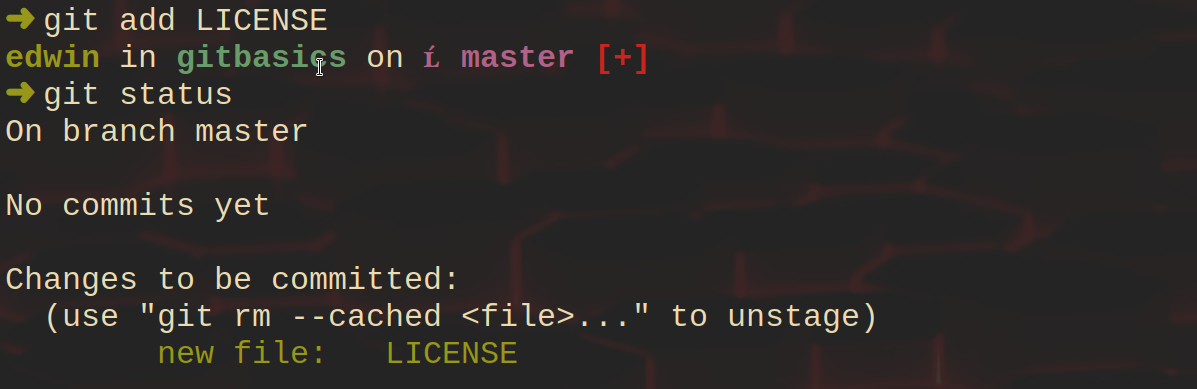 ➜ git add LICENSE
edwin in gitbasics on Ĺ master [+]
➜ git status
On branch master
No commits yet
Changes to be committed:
(use "git rm --cached <file>..." to unstage)
new file: LICENSE